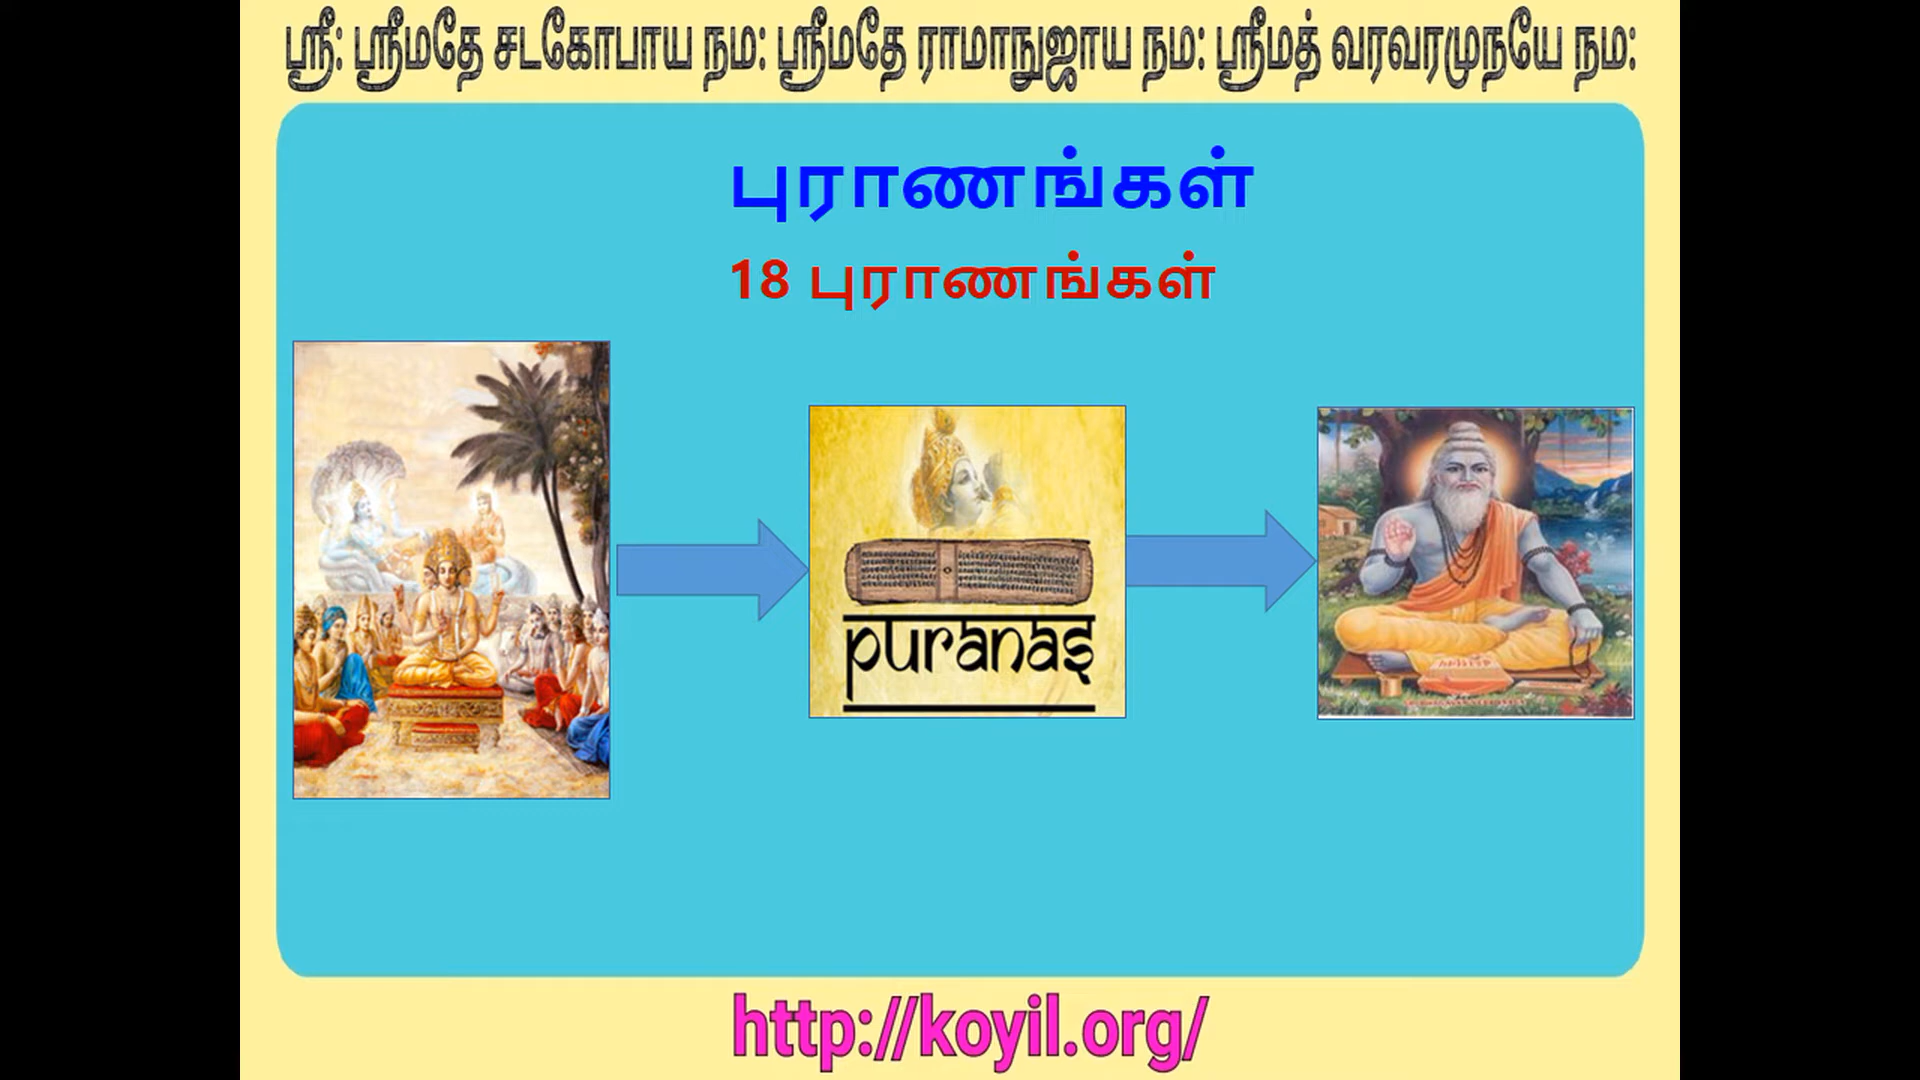 ஸ்ரீ: ஸ்ரீமதே சடகோபாய நம: ஸ்ரீமதே ராமாநுஜாய நம: ஸ்ரீமத் வரவரமுநயே நம:
புராணங்கள்
18 புராணங்கள்
puranas
http://koyil.org/